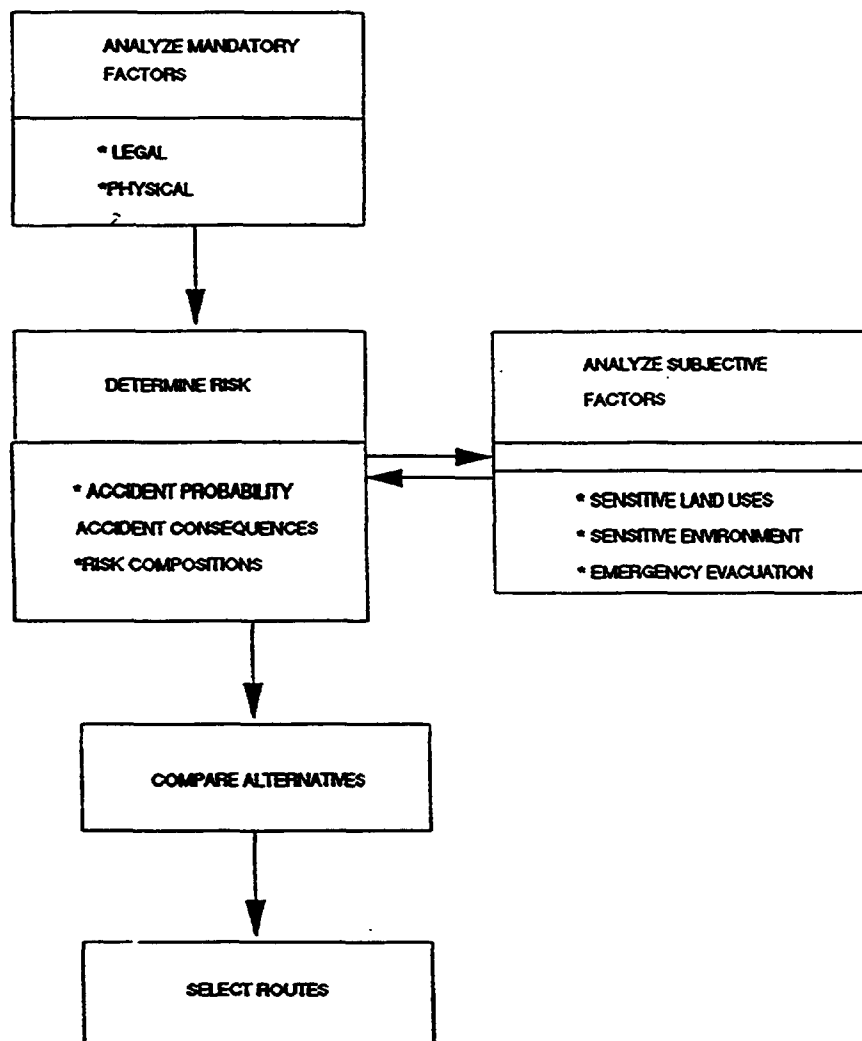 ANALYZE MANDATORY
FACTORS
* LEGAL
*PHYSICAL
DETERMINE RISK
* ACCIDENT PROBABILITY
ACCIDENT CONSEQUENCES
*RISK COMPOSITIONS
ANALYZE SUBJECTIVE
FACTORS
* SENSITIVE LAND USES
* SENSITIVE ENVIRONMENT
* EMERGENCY EVACUATION
COMPARE ALTERNATIVES
SELECT ROUTES